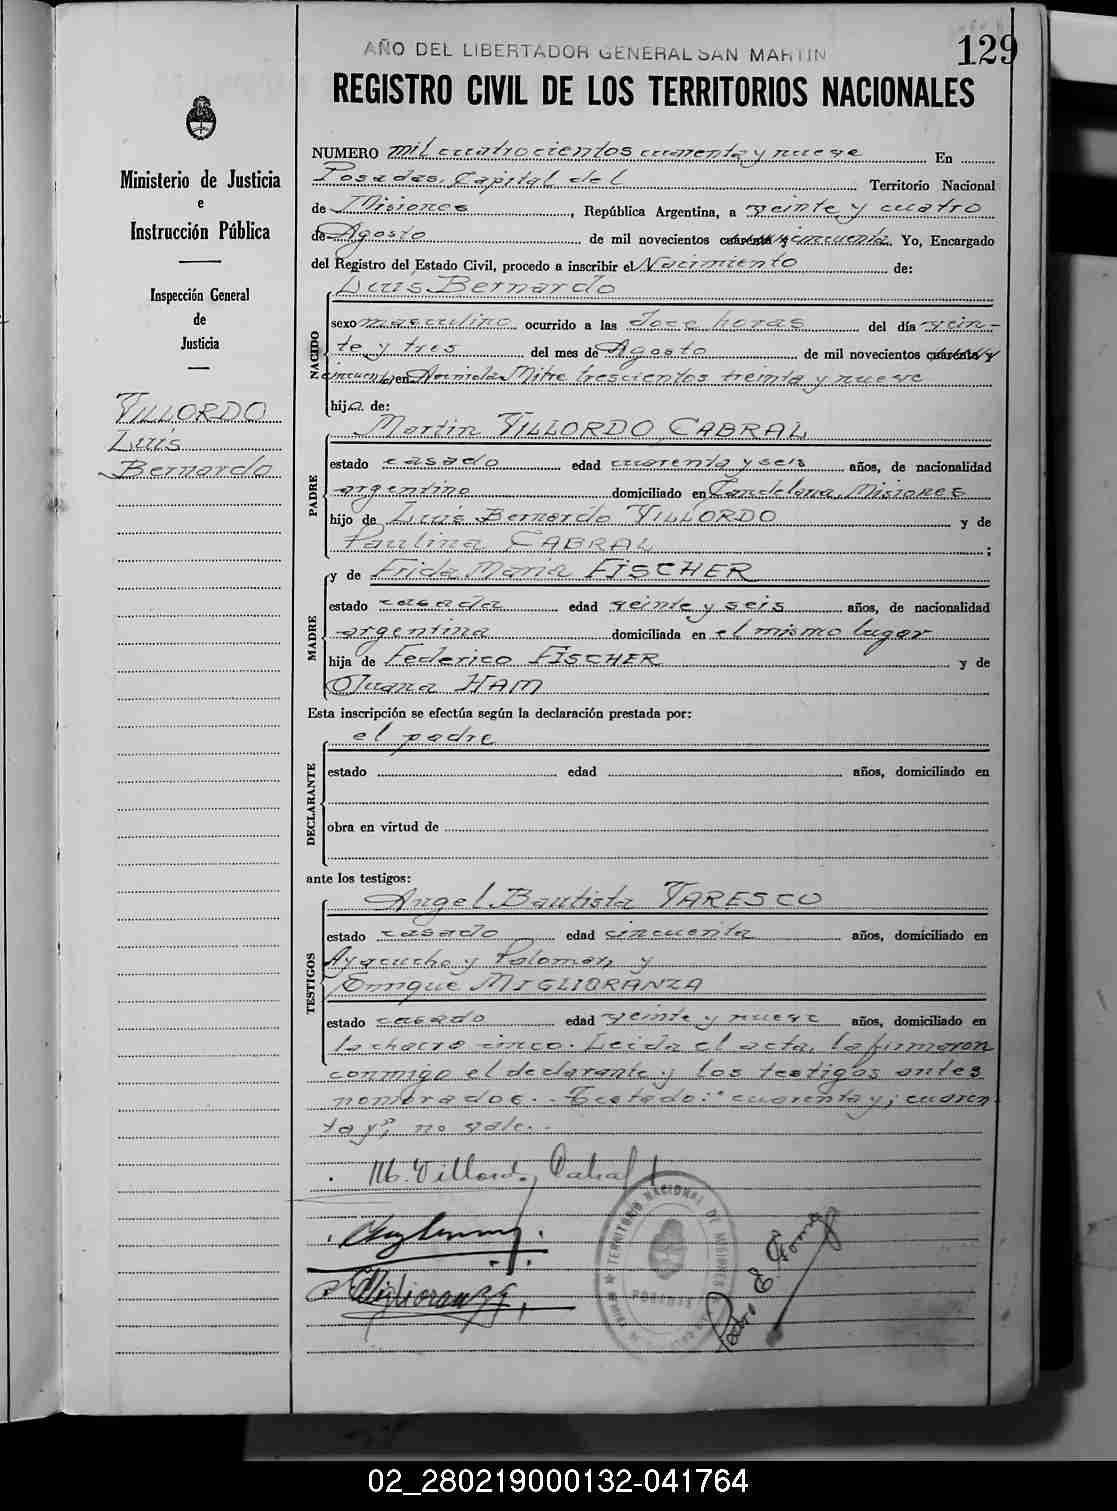 AÑO DEL LIBERTADOR GENERAL SAN MARTIN
129
REGISTRO CIVIL DE LOS TERRITORIOS NACIONALES
Ministerio de Justicia
e
Instrucción Pública
Inspección General
de
Justicia
VILLORDO
Luis
Bernardo
NUMERO mil cuatrocientos cuarenta y nueve En
Posadas, Capital del Territorio Nacional
de Misiones, República Argentina, a veinte y cuatro
de Agosto de mil novecientos cuarenta y cincuenta. Yo, Encargado
del Registro del Estado Civil, procedo a inscribir el Nacimiento de:
NACIDO
Luis Bernardo
sexo masculino ocurrido a las doce horas del día vein-
te y tres del mes de Agosto de mil novecientos cuarenta y
cincuenta en Mitre trescientos treinta y nueve
hijo de:
PADRE
Martin VILLORDO CABRAL
estado casado edad cuarenta y seis años, de nacionalidad
argentino domiciliado en Candelaria, Misiones
hijo de Luis Bernardo VILLORDO y de
Paulina CABRAL ;
MADRE
y de Frida Maria FISCHER
estado casada edad veinte y seis años, de nacionalidad
argentina domiciliada en el mismo lugar
hija de Federico FISCHER y de
Juana HAM
Esta inscripción se efectúa según la declaración prestada por:
DECLARANTE
el padre
estado edad años, domiciliado en
obra en virtud de
ante los testigos:
TESTIGOS
Angel Bautista TARESCO
estado casado edad cincuenta años, domiciliado en
Ayacucho y Palomar, y
Enrique MIGLIORANZA
estado casado edad veinte y nueve años, domiciliado en
la chacra cinco. Leida el acta, la firmaron
conmigo el declarante y los testigos antes
nombrados. - Testado: "cuarenta y; cuaren-
ta y", no vale. -
M. Villordo Cabral
Miglioranza
TERRITORIO NACIONAL DE MISIONES
POSADAS
Pedro E.
02_280219000132-041764